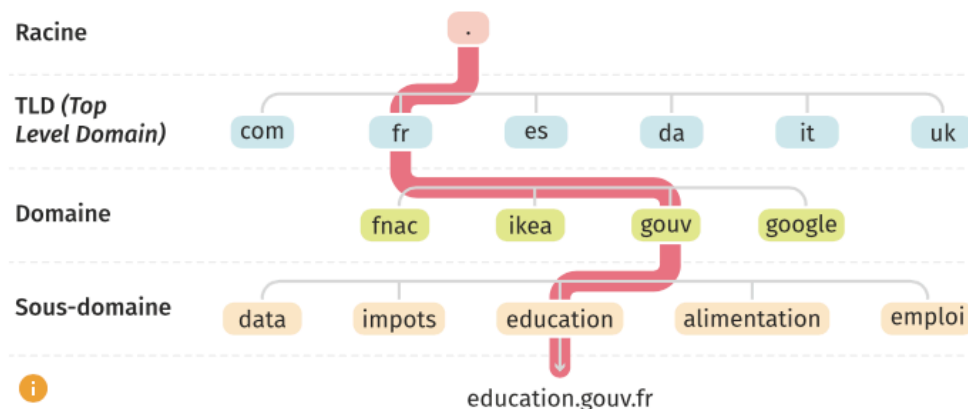 Racine
.
TLD (Top
Level Domain)
com fr es da it uk
Domaine
fnac ikea gouv google
Sous-domaine
data impots education alimentation emploi
i
education.gouv.fr